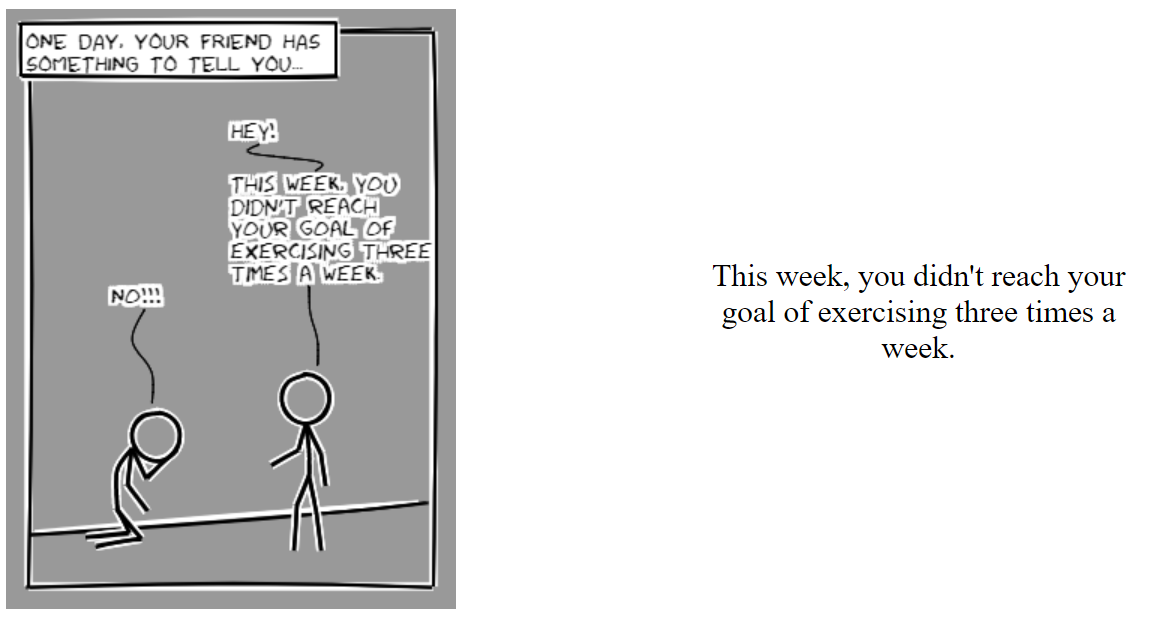 ONE DAY, YOUR FRIEND HAS
SOMETHING TO TELL YOU...
HEY!
THIS WEEK, YOU
DIDN'T REACH
YOUR GOAL OF
EXERCISING THREE
TIMES A WEEK.
NO!!!
This week, you didn't reach your
goal of exercising three times a
week.